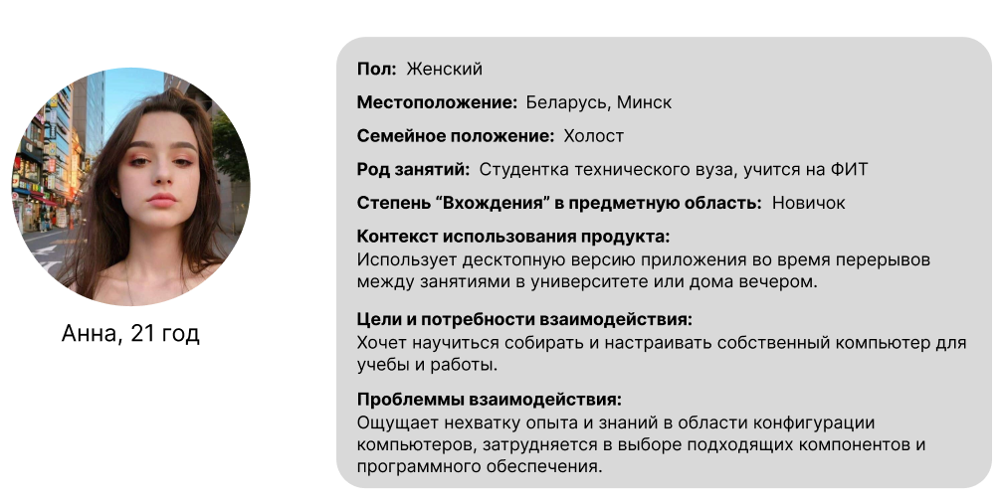 Анна, 21 год
Пол: Женский
Местоположение: Беларусь, Минск
Семейное положение: Холост
Род занятий: Студентка технического вуза, учится на ФИТ
Степень “Вхождения” в предметную область: Новичок
Контекст использования продукта:
Использует десктопную версию приложения во время перерывов
между занятиями в университете или дома вечером.
Цели и потребности взаимодействия:
Хочет научиться собирать и настраивать собственный компьютер для
учебы и работы.
Проблеммы взаимодействия:
Ощущает нехватку опыта и знаний в области конфигурации
компьютеров, затрудняется в выборе подходящих компонентов и
программного обеспечения.